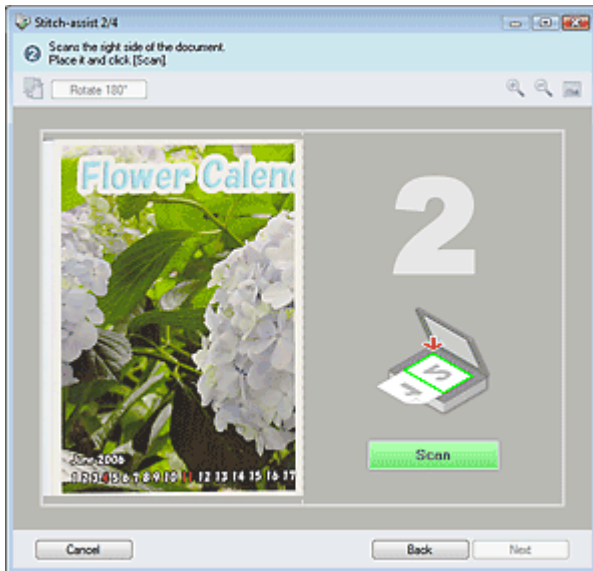 Stitch-assist 2/4
2 Scans the right side of the document.
Place it and click [Scan]
Rotate 180°
Flower Calen
2
June 2006
1 2 3 4 5 6 7 8 9 10 11 12 13 14 15 16 17
Scan
Cancel
Back
Next